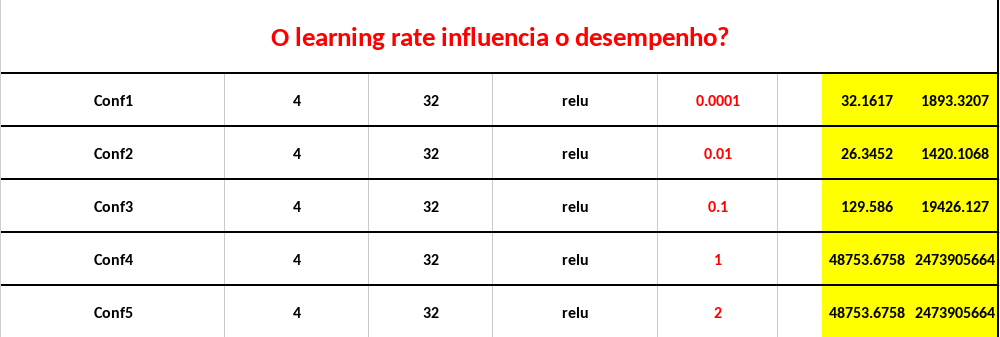 O learning rate influencia o desempenho?
Conf1 4 32 relu 0.0001 32.1617 1893.3207
Conf2 4 32 relu 0.01 26.3452 1420.1068
Conf3 4 32 relu 0.1 129.586 19426.127
Conf4 4 32 relu 1 48753.6758 2473905664
Conf5 4 32 relu 2 48753.6758 2473905664